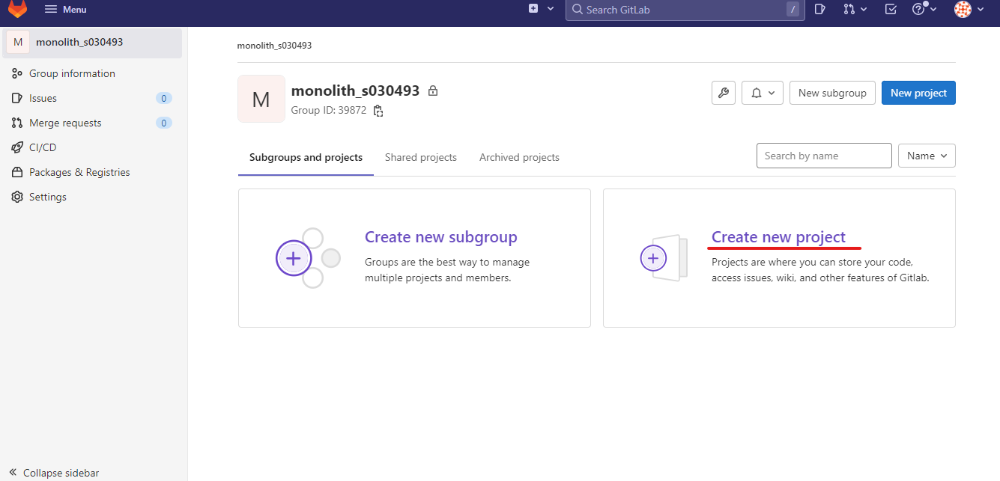 Menu
Search GitLab
/
M
monolith_s030493
Group information
Issues
0
Merge requests
0
CI/CD
Packages & Registries
Settings
Collapse sidebar
monolith_s030493
M
monolith_s030493
Group ID: 39872
New subgroup
New project
Subgroups and projects
Shared projects
Archived projects
Search by name
Name
Create new subgroup
Groups are the best way to manage
multiple projects and members.
Create new project
Projects are where you can store your code,
access issues, wiki, and other features of Gitlab.